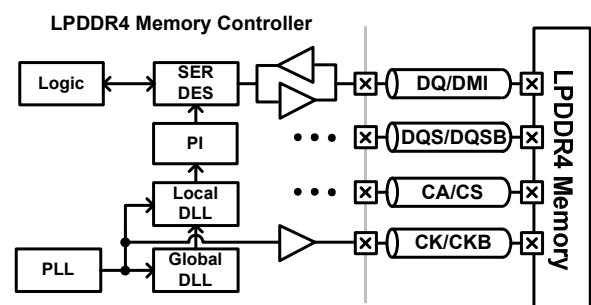 LPDDR4 Memory Controller
Logic
SER
DES
DQ/DMI
PI
DQS/DQSB
Local
DLL
CA/CS
PLL
Global
DLL
CK/CKB
LPDDR4 Memory